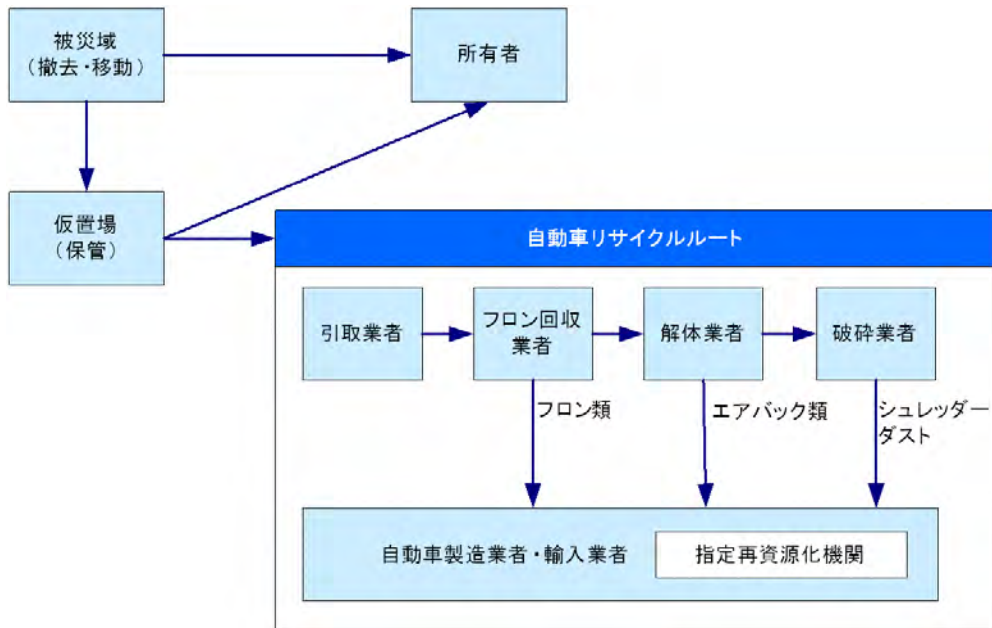 被災域
（撤去・移動）
所有者
仮置場
（保管）
自動車リサイクルルート
引取業者
フロン回収
業者
解体業者
破砕業者
フロン類
エアバック類
シュレッダー
ダスト
自動車製造業者・輸入業者
指定再資源化機関